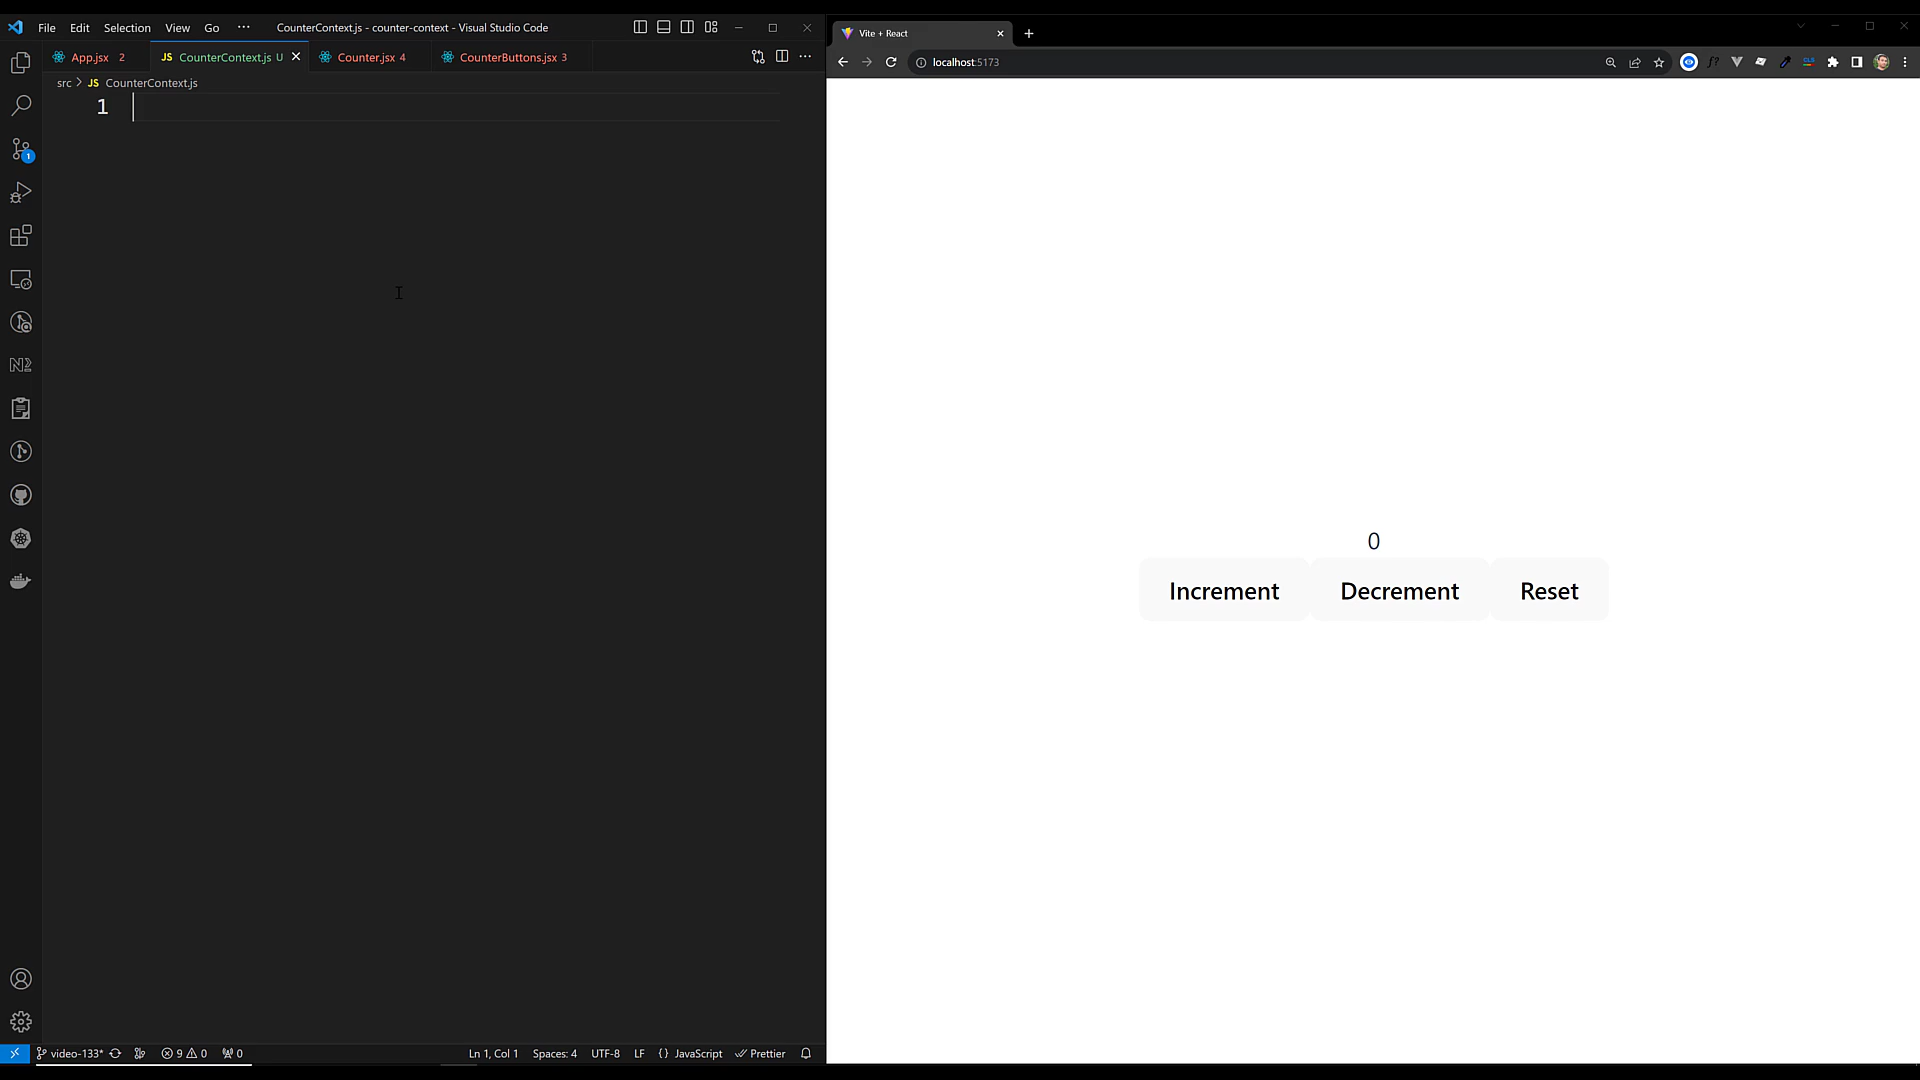 File Edit Selection View Go ··· CounterContext.js - counter-context - Visual Studio Code
App.jsx 2 JS CounterContext.js U Counter.jsx 4 CounterButtons.jsx 3
src > JS CounterContext.js
1
1
video-133* 9 0 0 Ln 1, Col 1 Spaces: 4 UTF-8 LF {} JavaScript Prettier
Vite + React
localhost:5173
0
Increment Decrement Reset